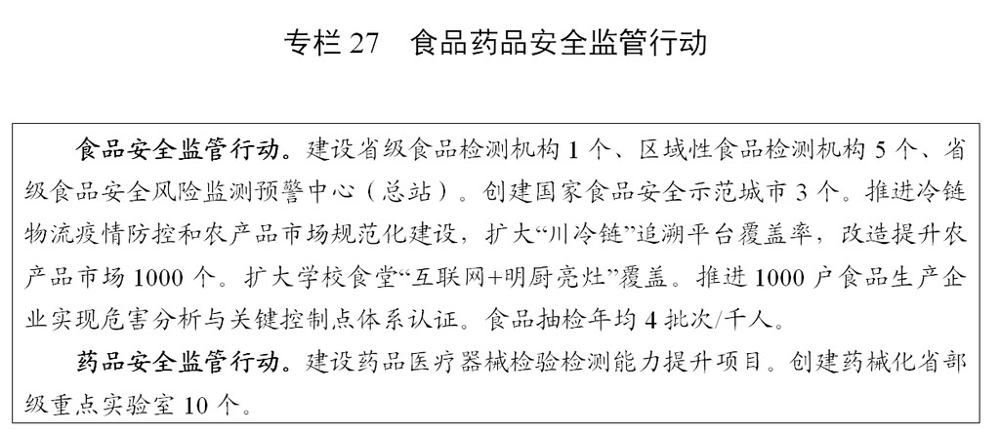 专栏 27 食品药品安全监管行动
食品安全监管行动。建设省级食品检测机构 1 个、区域性食品检测机构 5 个、省
级食品安全风险监测预警中心（总站）。创建国家食品安全示范城市 3 个。推进冷链
物流疫情防控和农产品市场规范化建设，扩大“川冷链”追溯平台覆盖率，改造提升农
产品市场 1000 个。扩大学校食堂“互联网+明厨亮灶”覆盖。推进 1000 户食品生产企
业实现危害分析与关键控制点体系认证。食品抽检年均 4 批次/千人。
药品安全监管行动。建设药品医疗器械检验检测能力提升项目。创建药械化省部
级重点实验室 10 个。